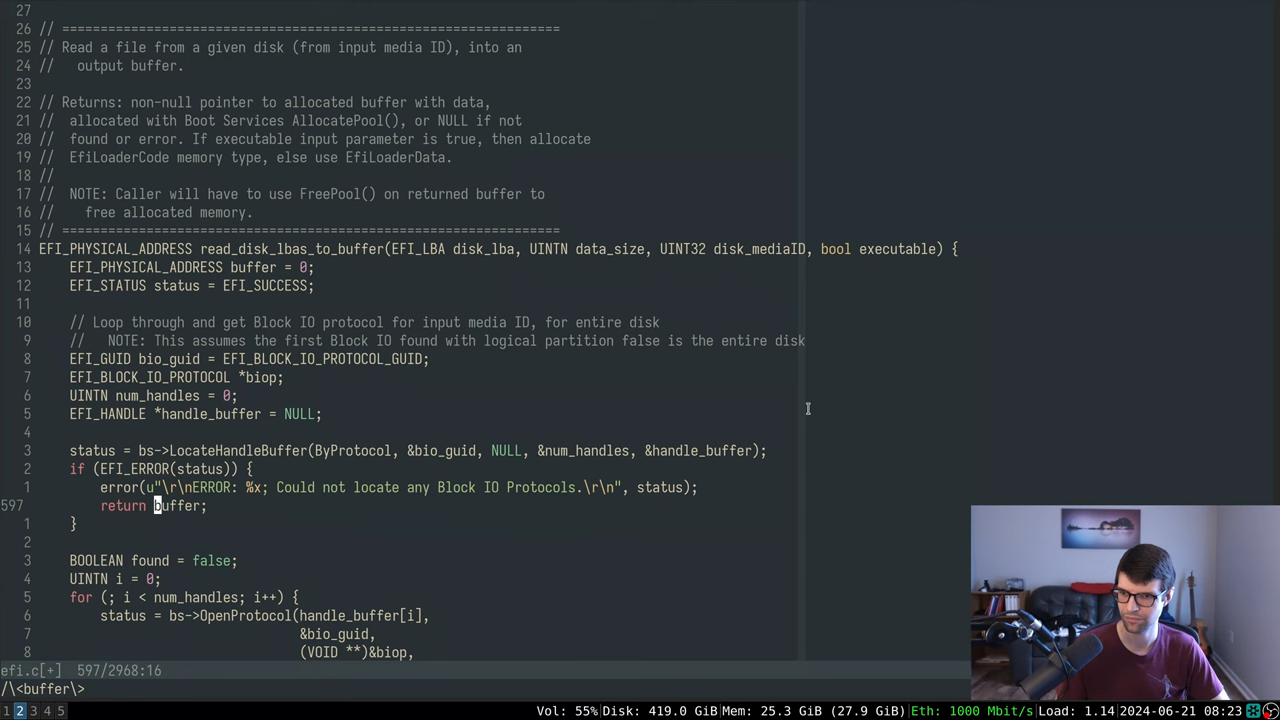 27
26 // =================================================================
25 // Read a file from a given disk (from input media ID), into an
24 //   output buffer.
23
22 // Returns: non-null pointer to allocated buffer with data,
21 //  allocated with Boot Services AllocatePool(), or NULL if not
20 //  found or error. If executable input parameter is true, then allocate
19 //  EfiLoaderCode memory type, else use EfiLoaderData.
18 //
17 //  NOTE: Caller will have to use FreePool() on returned buffer to
16 //    free allocated memory.
15 // =================================================================
14 EFI_PHYSICAL_ADDRESS read_disk_lbas_to_buffer(EFI_LBA disk_lba, UINTN data_size, UINT32 disk_mediaID, bool executable) {
13     EFI_PHYSICAL_ADDRESS buffer = 0;
12     EFI_STATUS status = EFI_SUCCESS;
11
10     // Loop through and get Block IO protocol for input media ID, for entire disk
9     //   NOTE: This assumes the first Block IO found with logical partition false is the entire disk
8     EFI_GUID bio_guid = EFI_BLOCK_IO_PROTOCOL_GUID;
7     EFI_BLOCK_IO_PROTOCOL *biop;
6     UINTN num_handles = 0;
5     EFI_HANDLE *handle_buffer = NULL;
4
3     status = bs->LocateHandleBuffer(ByProtocol, &bio_guid, NULL, &num_handles, &handle_buffer);
2     if (EFI_ERROR(status)) {
1         error(u"\r\nERROR: %x; Could not locate any Block IO Protocols.\r\n", status);
597         return buffer;
1     }
2
3     BOOLEAN found = false;
4     UINTN i = 0;
5     for (; i < num_handles; i++) {
6         status = bs->OpenProtocol(handle_buffer[i],
7                                   &bio_guid,
8                                   (VOID **)&biop,
efi.c[+]  597/2968:16
/\<buffer\>
1 2 3 4 5 Vol: 55% Disk: 419.0 GiB Mem: 25.3 GiB (27.9 GiB) Eth: 1000 Mbit/s Load: 1.14 2024-06-21 08:23